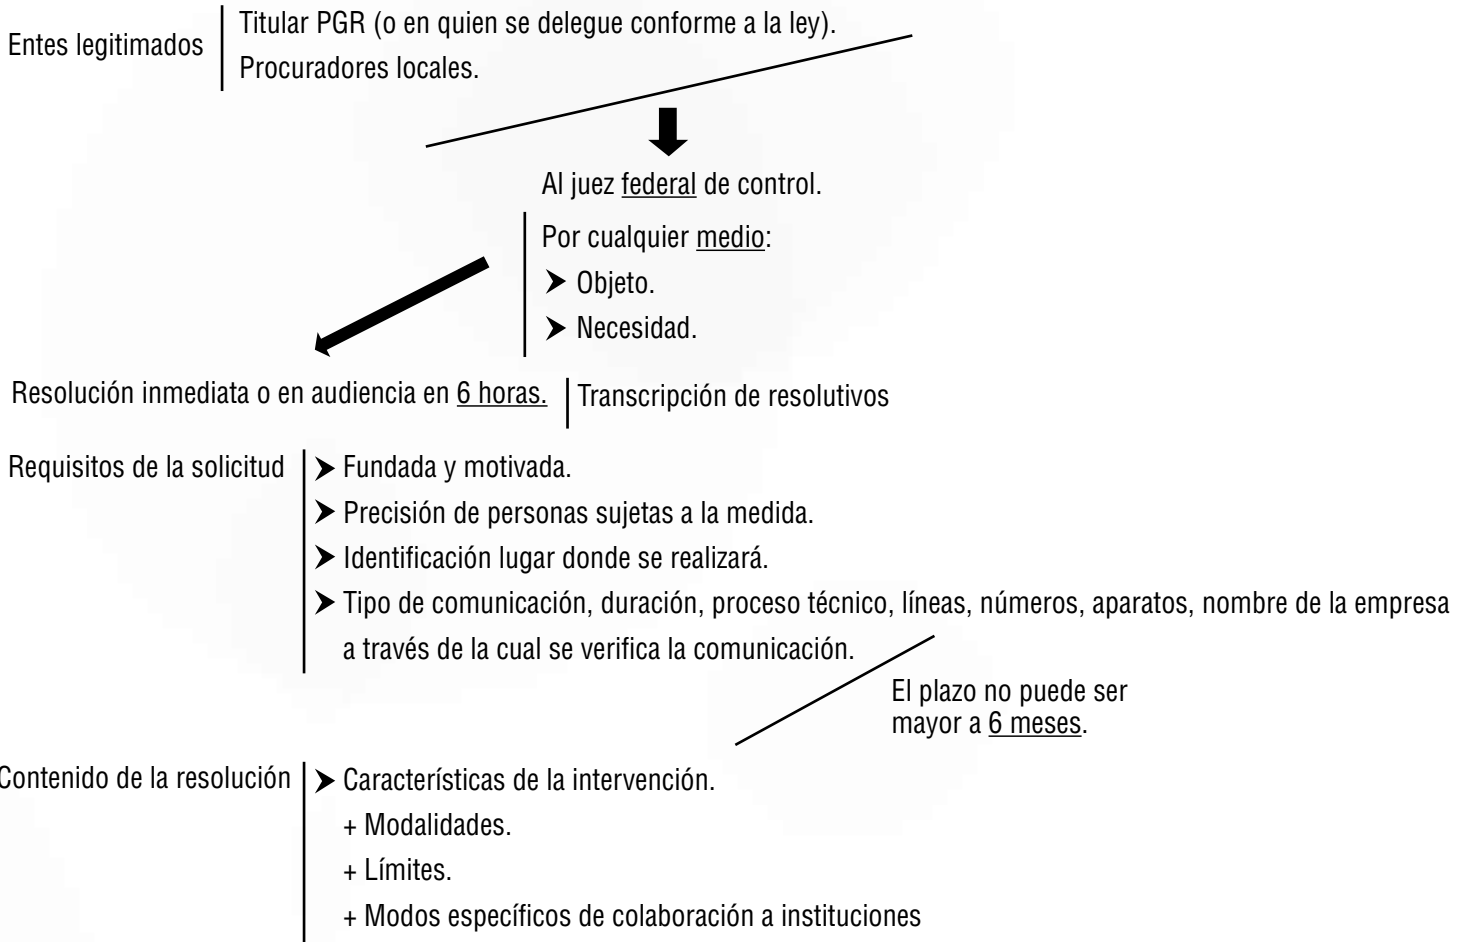 Entes legitimados
Titular PGR (o en quien se delegue conforme a la ley).
Procuradores locales.
Al juez federal de control.
Por cualquier medio:
➤ Objeto.
➤ Necesidad.
Resolución inmediata o en audiencia en 6 horas.
Transcripción de resolutivos
Requisitos de la solicitud
➤ Fundada y motivada.
➤ Precisión de personas sujetas a la medida.
➤ Identificación lugar donde se realizará.
➤ Tipo de comunicación, duración, proceso técnico, líneas, números, aparatos, nombre de la empresa
a través de la cual se verifica la comunicación.
El plazo no puede ser
mayor a 6 meses.
Contenido de la resolución
➤ Características de la intervención.
+ Modalidades.
+ Límites.
+ Modos específicos de colaboración a instituciones